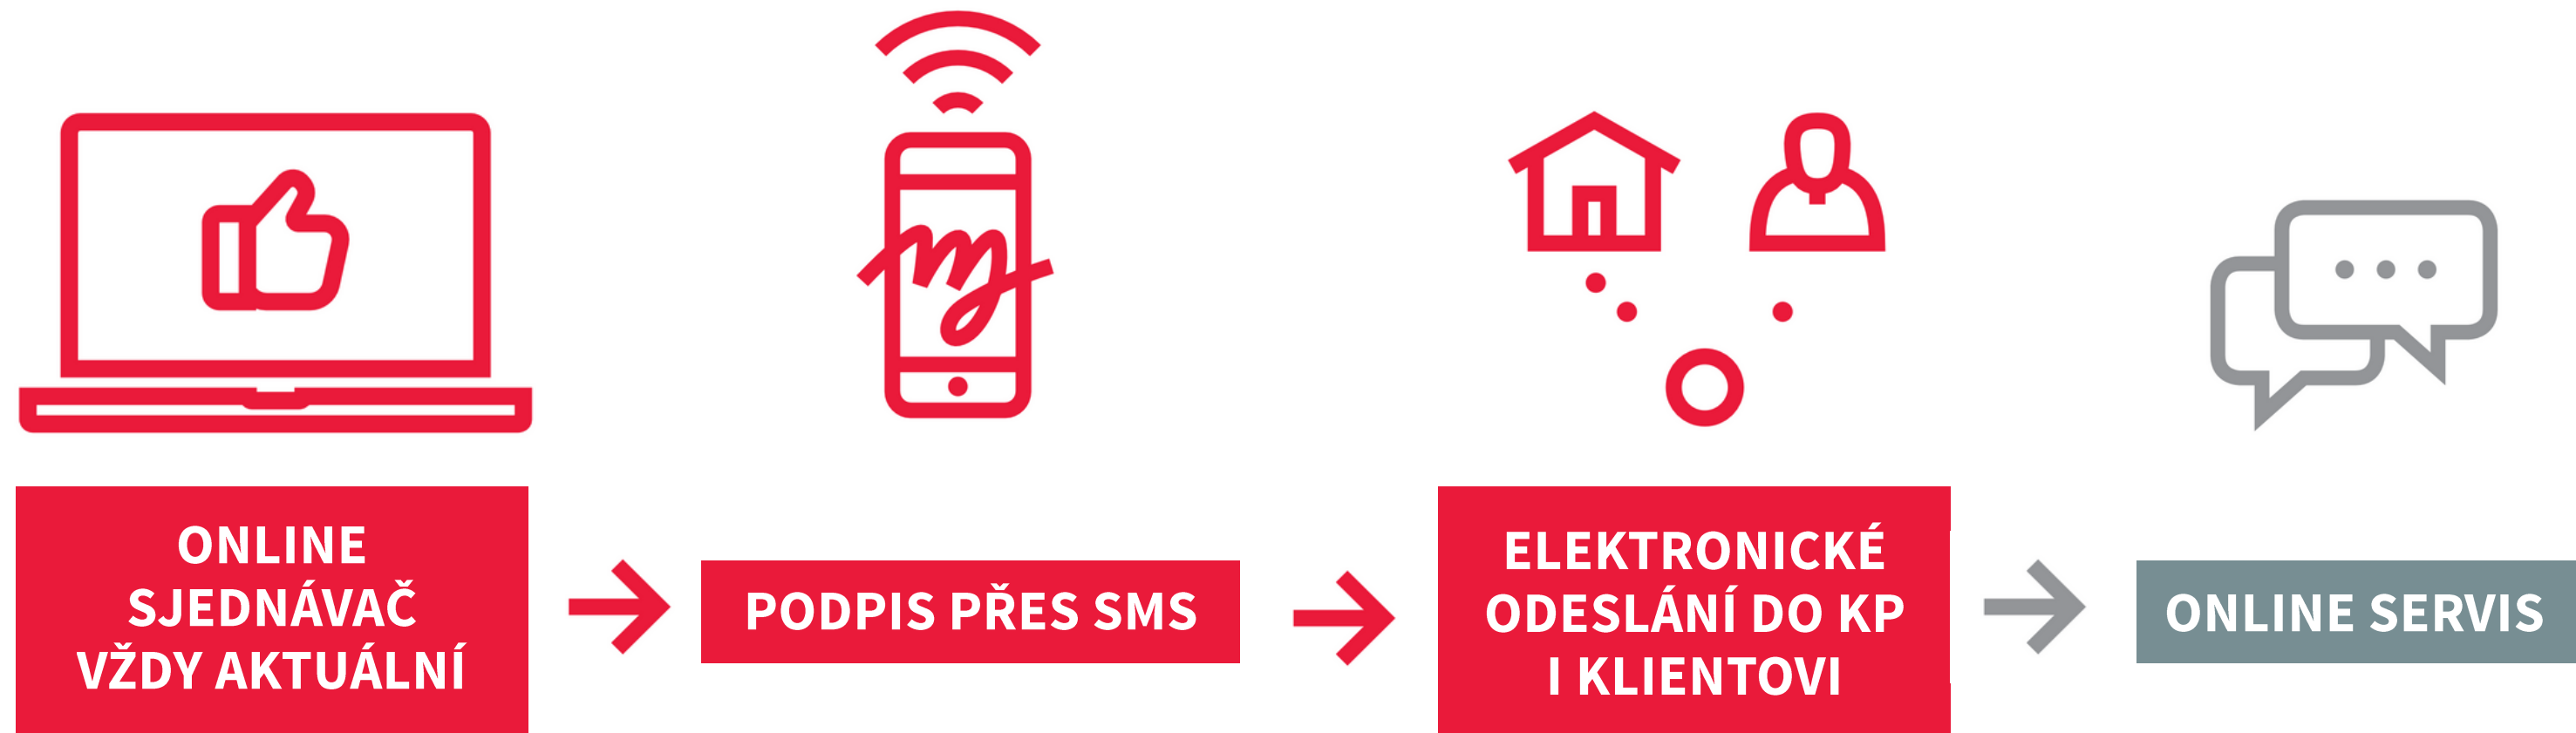 ONLINE
SJEDNÁVAČ
VŽDY AKTUÁLNÍ
PODPIS PŘES SMS
ELEKTRONICKÉ
ODESLÁNÍ DO KP
I KLIENTOVI
ONLINE SERVIS